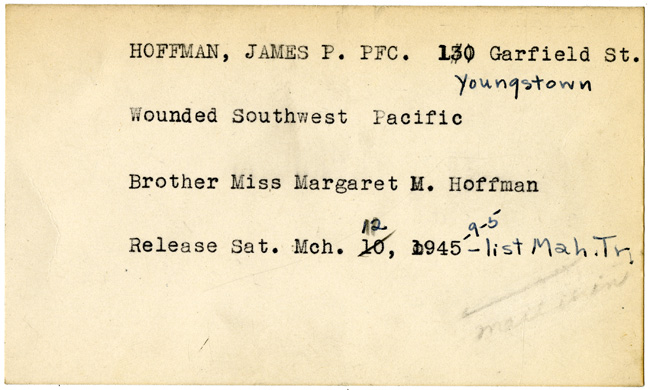 HOFFMAN, JAMES P. PFC. 130 Garfield St.
Youngstown
Wounded Southwest Pacific
Brother Miss Margaret M. Hoffman
12 9-5
Release Sat. Mch. 10, 1945 - list Mah. Tr.